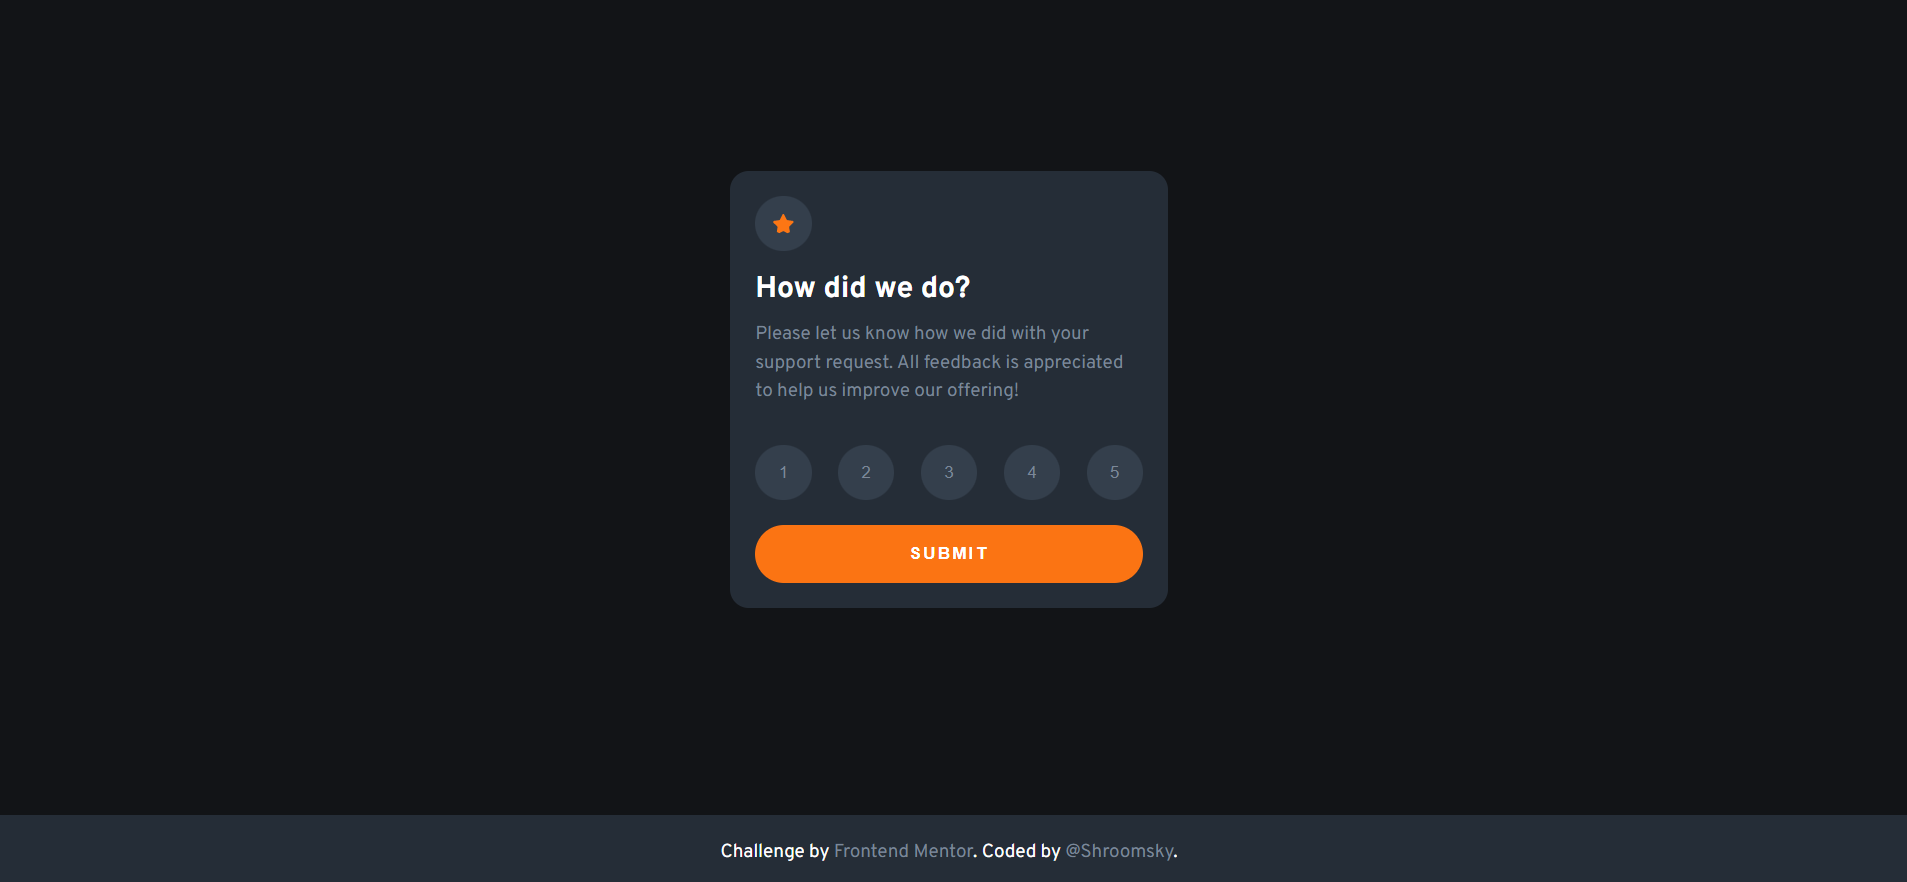 How did we do?
Please let us know how we did with your
support request. All feedback is appreciated
to help us improve our offering!
1 2 3 4 5
SUBMIT
Challenge by Frontend Mentor. Coded by @Shroomsky.